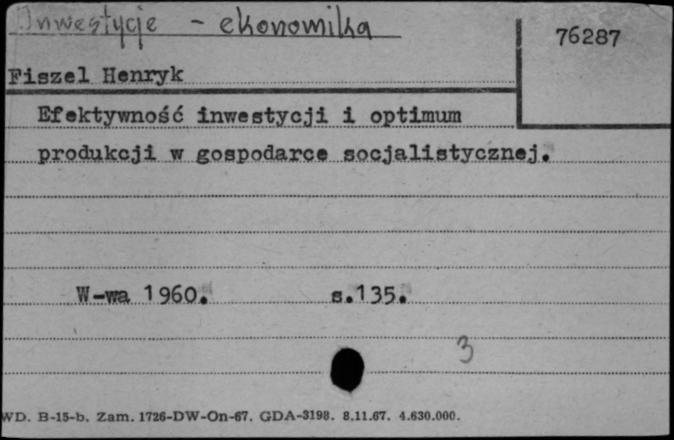 Inwestycje - ekonomika
76287
Fiszel Henryk
Efektywność inwestycji i optimum
produkcji w gospodarce socjalistycznej.
W-wa 1960. s.135.
3
WD. B-15-b. Zam. 1726-DW-On-67. GDA-3198. 8.11.67. 4.630.000.